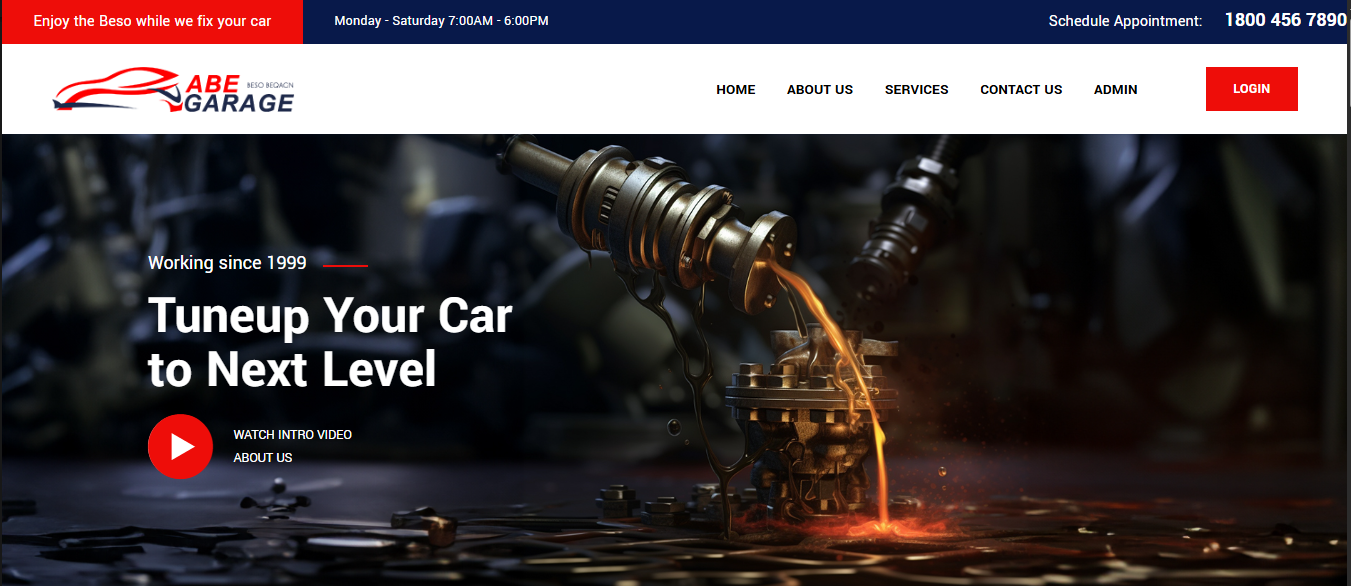 Enjoy the Beso while we fix your car
Monday - Saturday 7:00AM - 6:00PM
Schedule Appointment: 1800 456 7890
ABE BESO BEQACN
GARAGE
HOME ABOUT US SERVICES CONTACT US ADMIN LOGIN
Working since 1999
Tuneup Your Car
to Next Level
WATCH INTRO VIDEO
ABOUT US